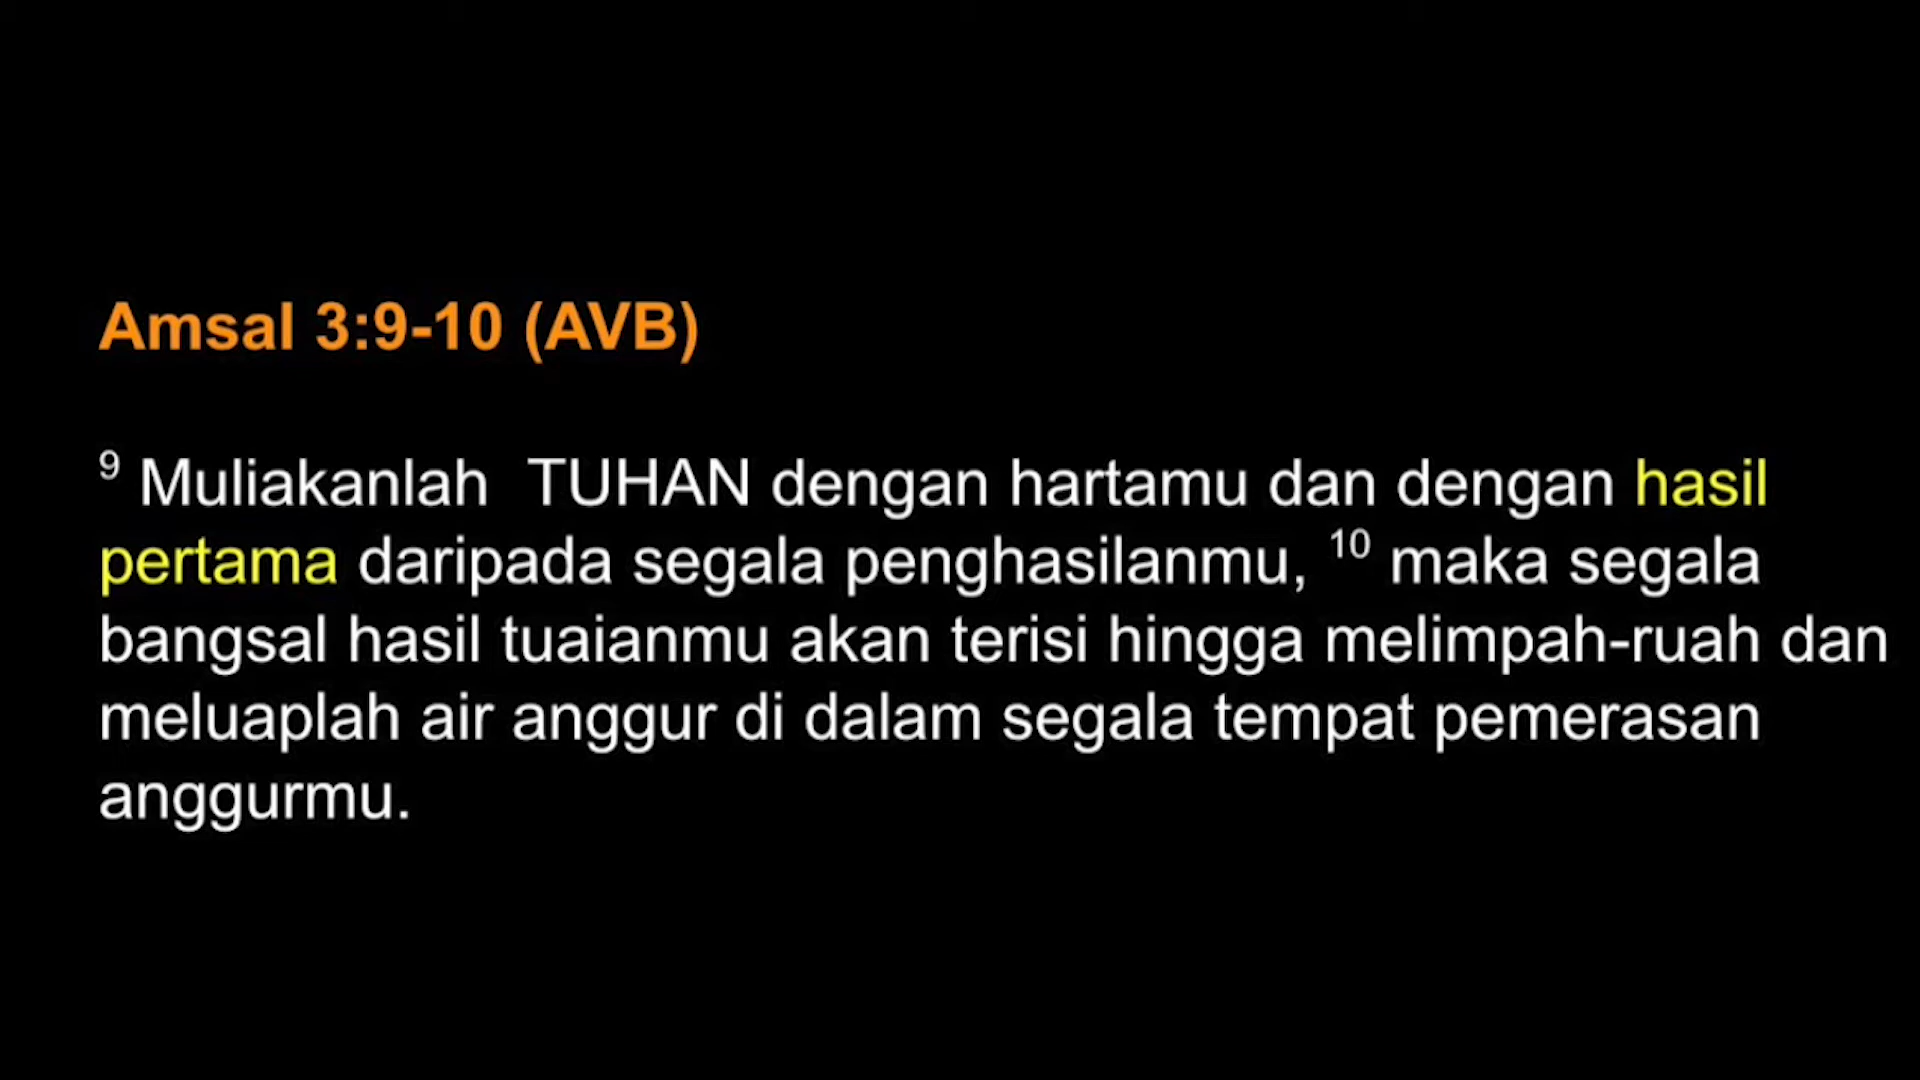 Amsal 3:9-10 (AVB)
9 Muliakanlah  TUHAN dengan hartamu dan dengan hasil
pertama daripada segala penghasilanmu, 10 maka segala
bangsal hasil tuaianmu akan terisi hingga melimpah-ruah dan
meluaplah air anggur di dalam segala tempat pemerasan
anggurmu.